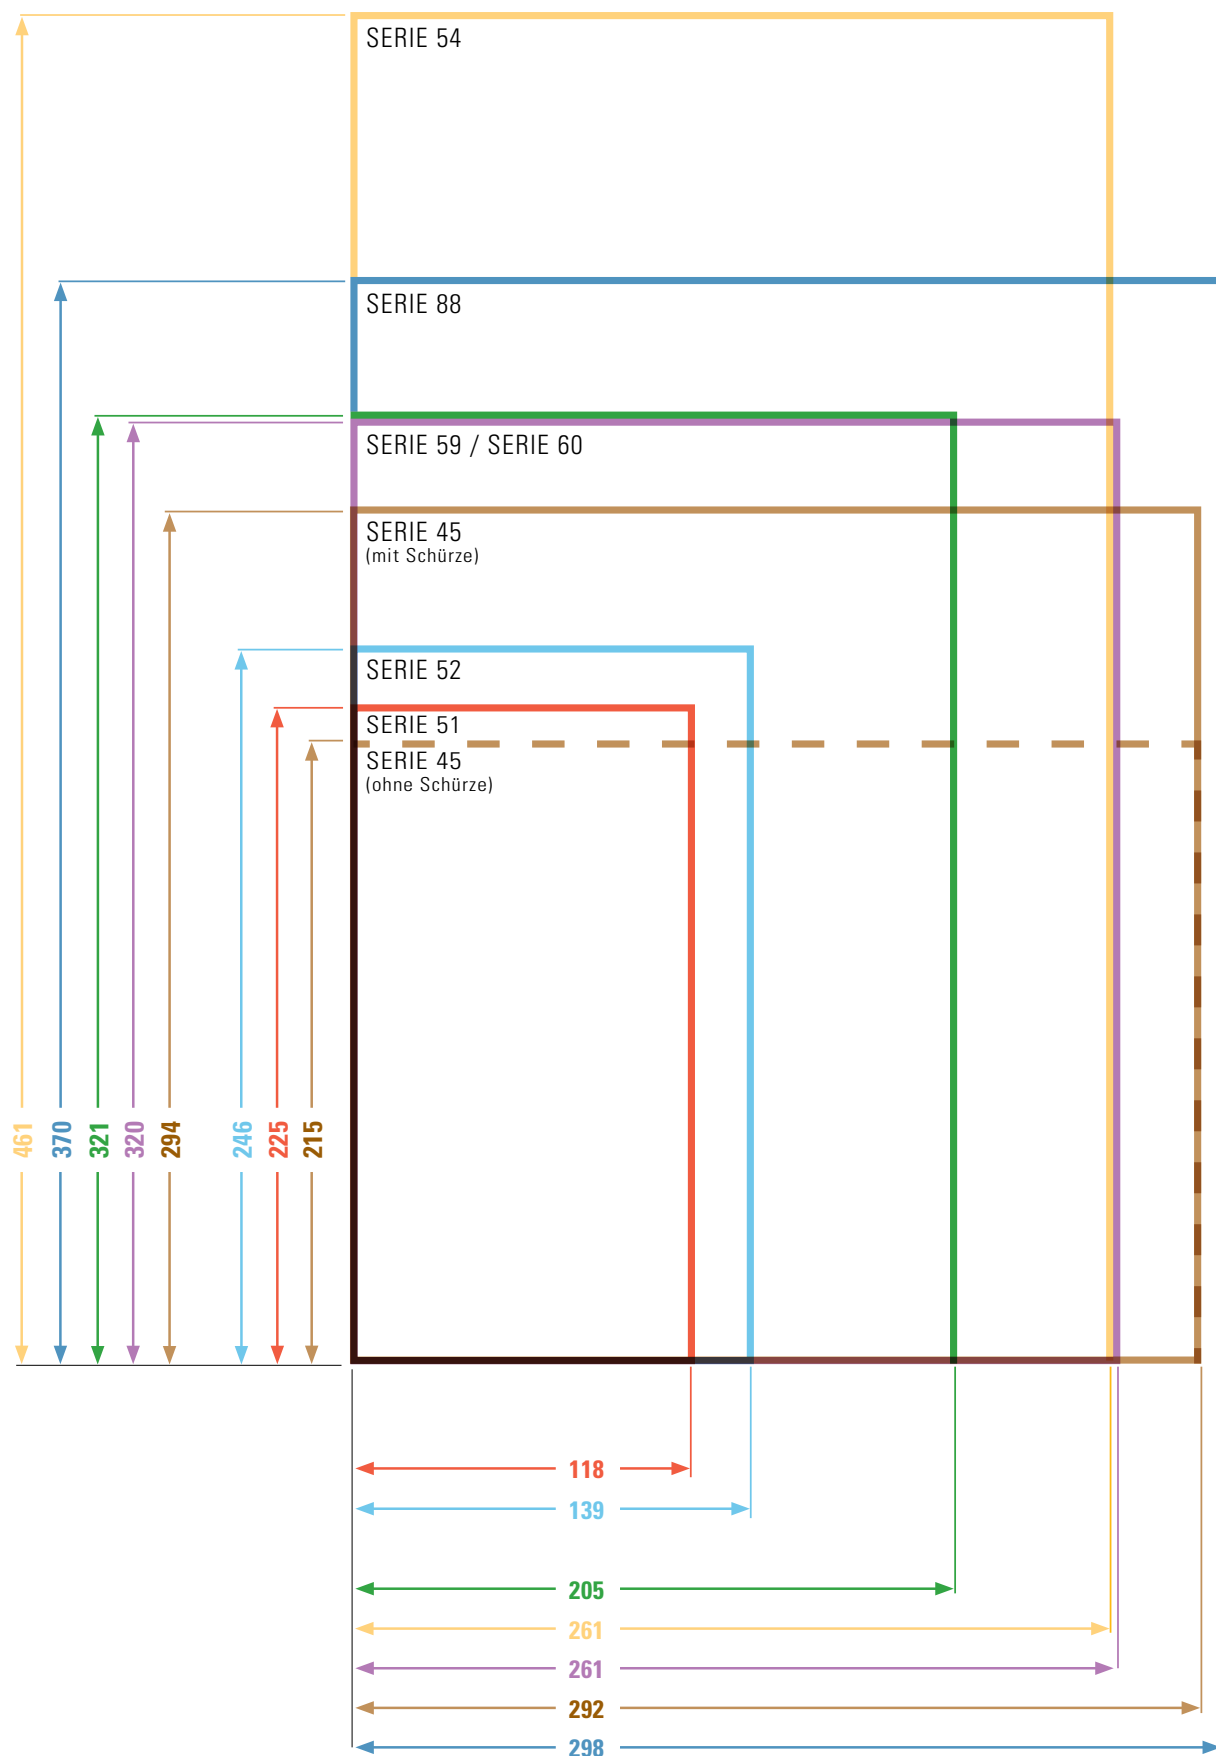 SERIE 54
SERIE 88
SERIE 59 / SERIE 60
SERIE 45
(mit Schürze)
SERIE 52
SERIE 51
SERIE 45
(ohne Schürze)
461
370
321
320
294
246
225
215
118
139
205
261
261
292
298